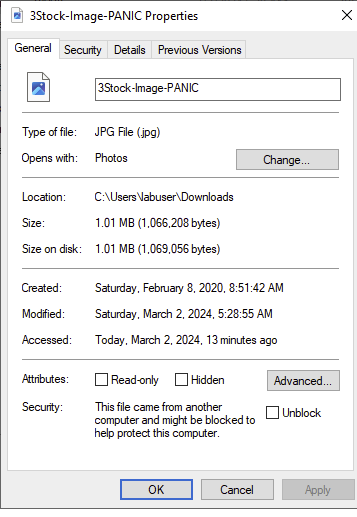 3Stock-Image-PANIC Properties
General Security Details Previous Versions
3Stock-Image-PANIC
Type of file: JPG File (.jpg)
Opens with: Photos Change...
Location: C:\Users\labuser\Downloads
Size: 1.01 MB (1,066,208 bytes)
Size on disk: 1.01 MB (1,069,056 bytes)
Created: Saturday, February 8, 2020, 8:51:42 AM
Modified: Saturday, March 2, 2024, 5:28:55 AM
Accessed: Today, March 2, 2024, 13 minutes ago
Attributes: Read-only Hidden Advanced...
Security: This file came from another
computer and might be blocked to
help protect this computer.
Unblock
OK Cancel Apply